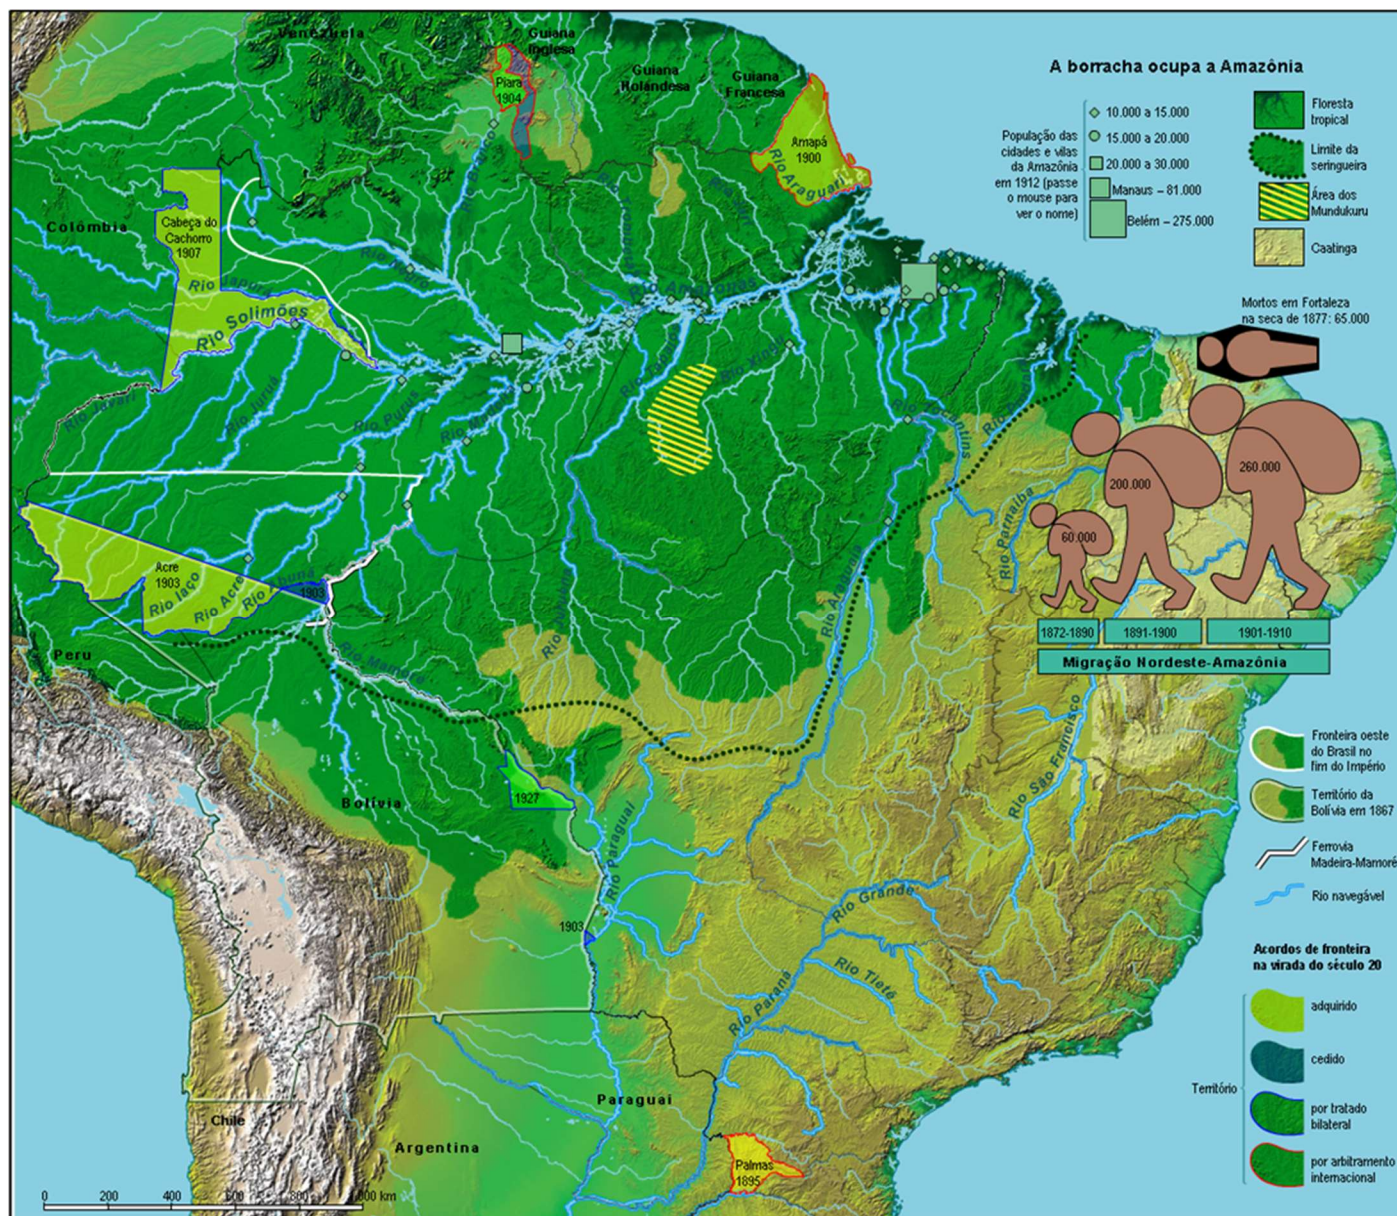 A borracha ocupa a Amazônia
População das
cidades e vilas
da Amazônia
em 1912 (passe
o mouse para
ver o nome)
10.000 a 15.000
15.000 a 20.000
20.000 a 30.000
Manaus – 81.000
Belém – 275.000
Floresta
tropical
Limite da
seringueira
Área dos
Mundukuru
Caatinga
Mortos em Fortaleza
na seca de 1877: 65.000
60.000
200.000
260.000
1872-1890
1891-1900
1901-1910
Migração Nordeste-Amazônia
Fronteira oeste
do Brasil no
fim do Império
Território da
Bolívia em 1867
Ferrovia
Madeira-Mamoré
Rio navegável
Acordos de fronteira
na virada do século 20
Território
adquirido
cedido
por tratado
bilateral
por arbitramento
internacional
Venezuela
Guiana
Inglesa
Guiana
Holandesa
Guiana
Francesa
Piara
1904
Amapá
1900
Rio Araguari
Colômbia
Cabeça do
Cachorro
1907
Rio Japurá
Rio Solimões
Rio Negro
Rio Amazonas
Rio Javari
Rio Juruá
Rio Purus
Rio Xingu
Rio Tocantins
Rio Parnaíba
Acre
1903
Rio Iaço
Rio Acre
Rio Abunã
1903
Rio Mamoré
Rio Juruena
Rio Araguaia
Peru
Bolívia
1927
Rio Paraguai
1903
Rio São Francisco
Rio Grande
Rio Tietê
Rio Paraná
Paraguai
Chile
Argentina
Palmas
1895
0 200 400 600 800 1000 km